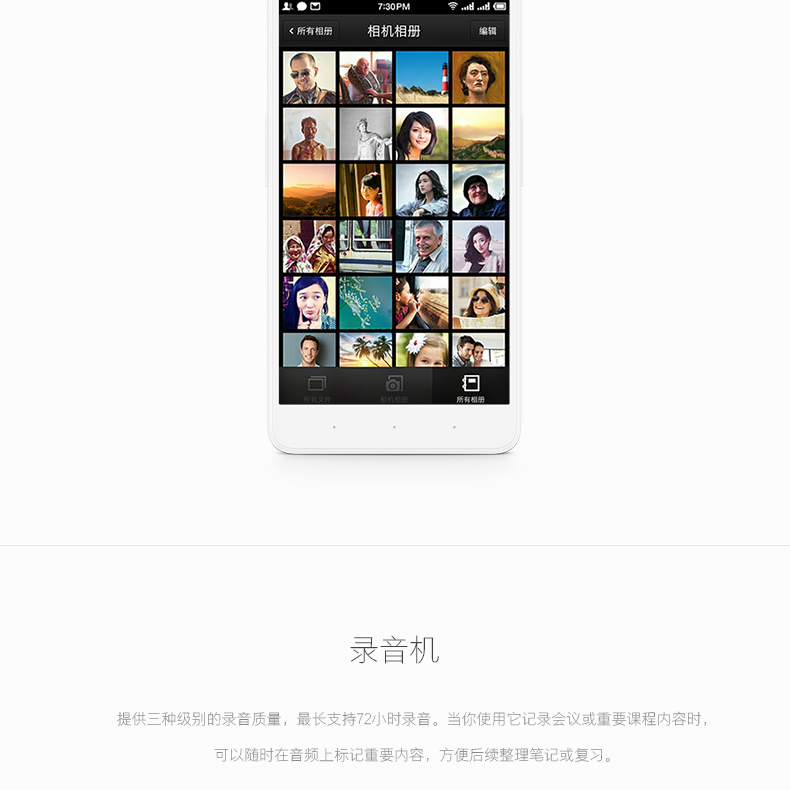 7:30PM
所有相册
相机相册
编辑
所有文件
相机相册
所有相册
录音机
提供三种级别的录音质量，最长支持72小时录音。当你使用它记录会议或重要课程内容时，
可以随时在音频上标记重要内容，方便后续整理笔记或复习。